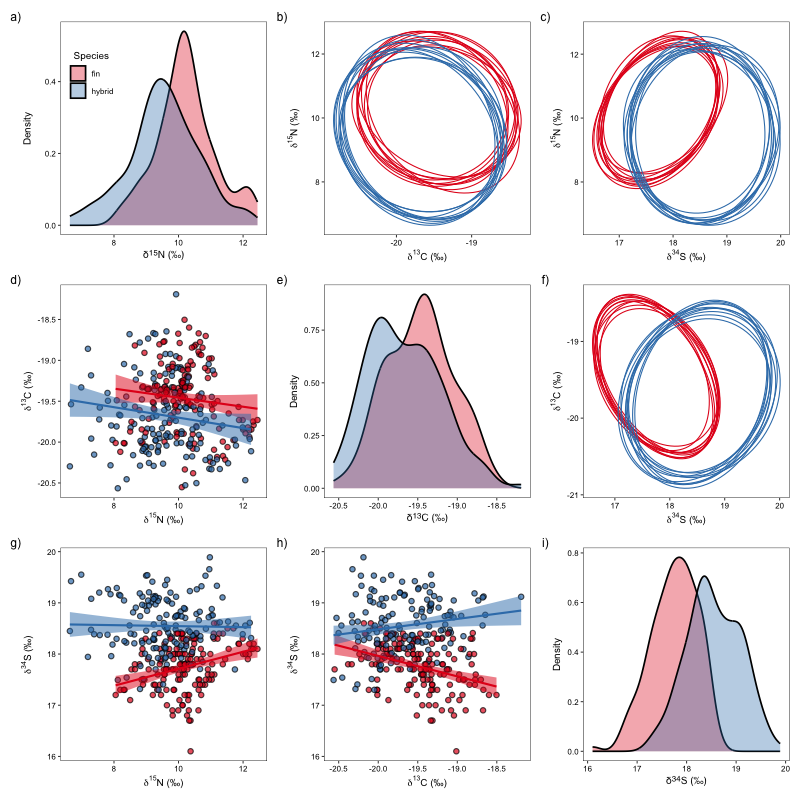 a)
Species
fin
hybrid
Density
0.4
0.2
0.0
8
10
12
δ15N (‰)
b)
δ15N (‰)
12
10
8
-20
-19
δ13C (‰)
c)
δ15N (‰)
12
10
8
17
18
19
20
δ34S (‰)
d)
δ13C (‰)
-18.5
-19.0
-19.5
-20.0
-20.5
8
10
12
δ15N (‰)
e)
Density
0.75
0.50
0.25
0.00
-20.5
-20.0
-19.5
-19.0
-18.5
δ13C (‰)
f)
δ13C (‰)
-19
-20
-21
17
18
19
20
δ34S (‰)
g)
δ34S (‰)
20
19
18
17
16
8
10
12
δ15N (‰)
h)
δ34S (‰)
20
19
18
17
16
-20.5
-20.0
-19.5
-19.0
-18.5
δ13C (‰)
i)
Density
0.8
0.6
0.4
0.2
0.0
16
17
18
19
20
δ34S (‰)